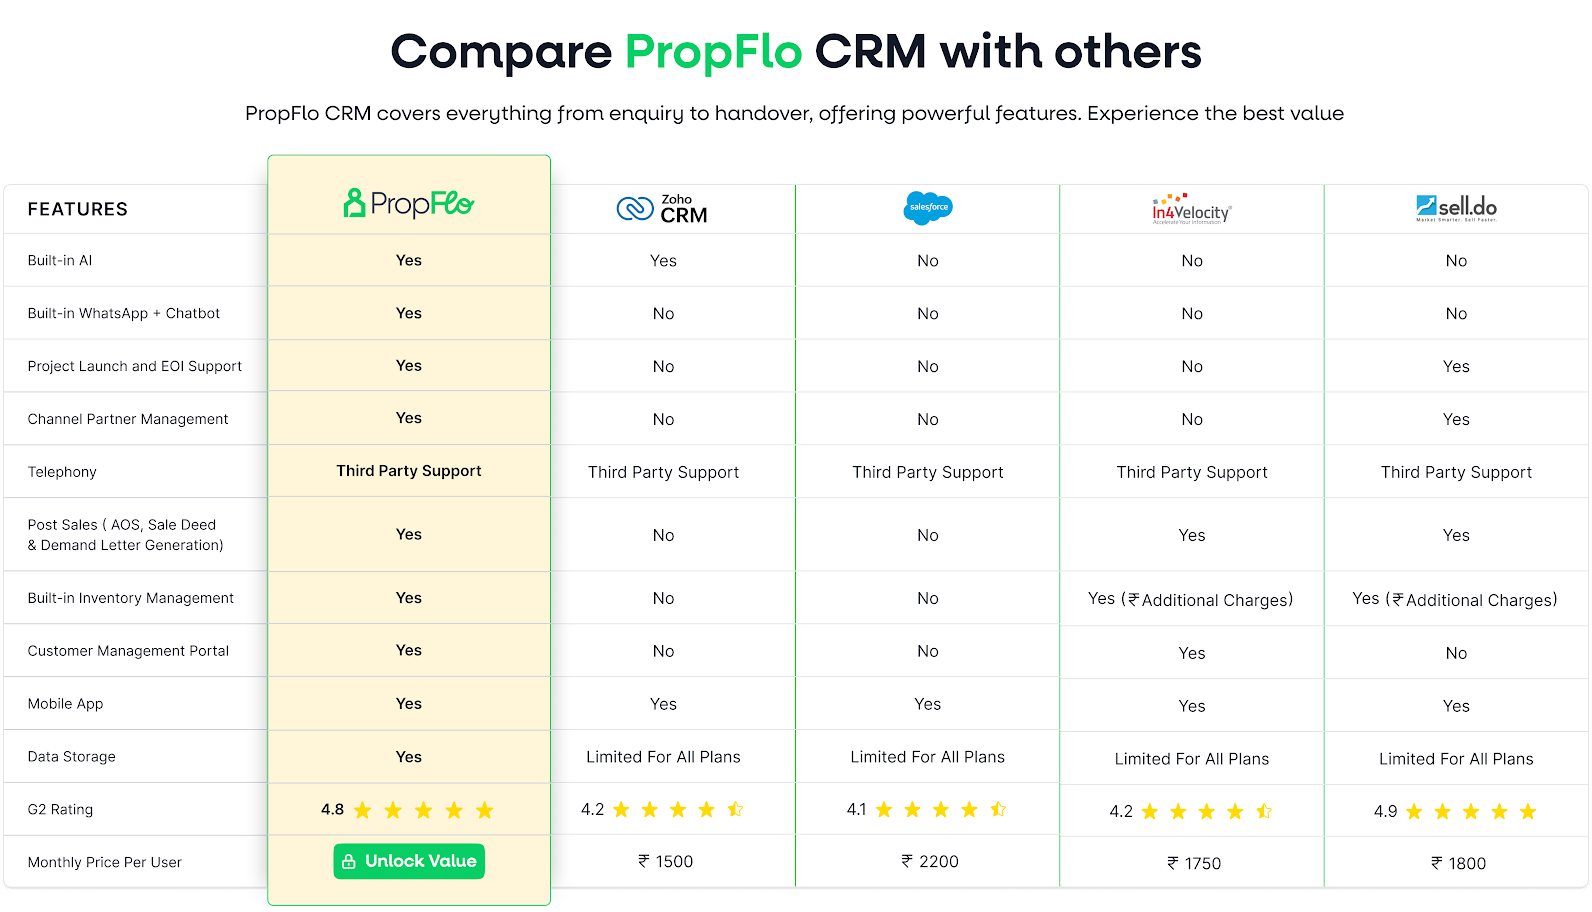 Compare PropFlo CRM with others
PropFlo CRM covers everything from enquiry to handover, offering powerful features. Experience the best value
FEATURES PropFlo Zoho CRM salesforce In4Velocity® Accelerate Your Information sell.do Market Smarter. Sell Faster.
Built-in AI Yes Yes No No No
Built-in WhatsApp + Chatbot Yes No No No No
Project Launch and EOI Support Yes No No No Yes
Channel Partner Management Yes No No No Yes
Telephony Third Party Support Third Party Support Third Party Support Third Party Support Third Party Support
Post Sales ( AOS, Sale Deed
& Demand Letter Generation) Yes No No Yes Yes
Built-in Inventory Management Yes No No Yes (₹Additional Charges) Yes (₹Additional Charges)
Customer Management Portal Yes No No Yes No
Mobile App Yes Yes Yes Yes Yes
Data Storage Yes Limited For All Plans Limited For All Plans Limited For All Plans Limited For All Plans
G2 Rating 4.8 4.2 4.1 4.2 4.9
Monthly Price Per User Unlock Value ₹ 1500 ₹ 2200 ₹ 1750 ₹ 1800